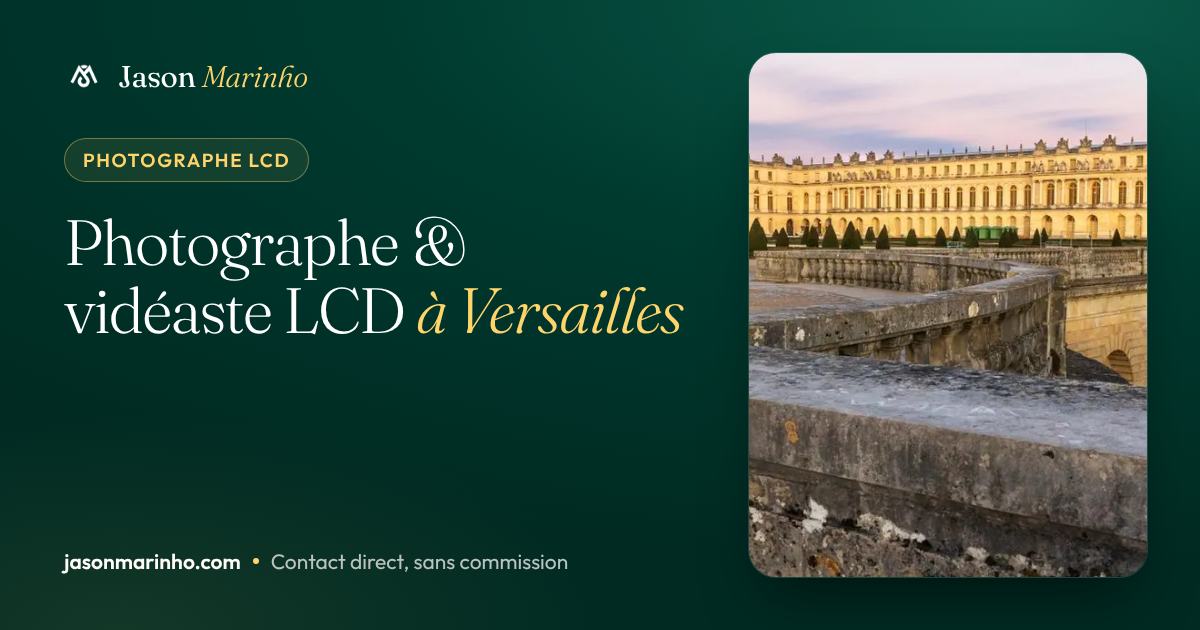 Jason Marinho
PHOTOGRAPHE LCD
Photographe &
vidéaste LCD à Versailles
jasonmarinho.com • Contact direct, sans commission